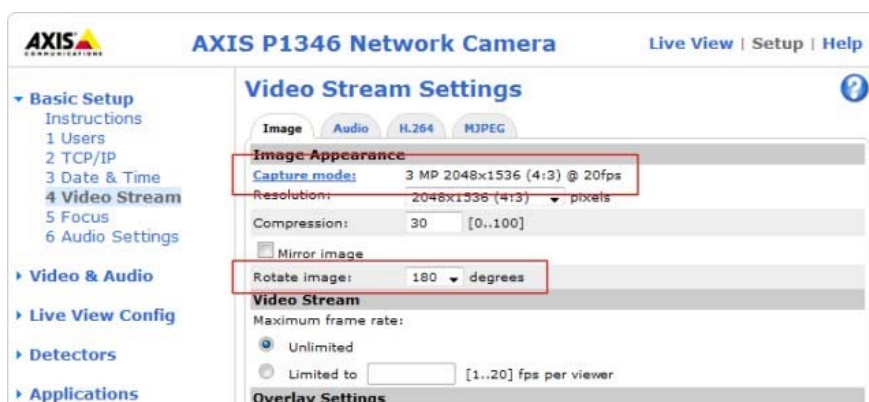 AXIS
COMMUNICATIONS
AXIS P1346 Network Camera
Live View | Setup | Help
Basic Setup
Instructions
1 Users
2 TCP/IP
3 Date & Time
4 Video Stream
5 Focus
6 Audio Settings
Video & Audio
Live View Config
Detectors
Applications
Video Stream Settings
?
Image Audio H.264 MJPEG
Image Appearance
Capture mode: 3 MP 2048x1536 (4:3) @ 20fps
Resolution: 2048x1536 (4:3) pixels
Compression: 30 [0..100]
Mirror image
Rotate image: 180 degrees
Video Stream
Maximum frame rate:
Unlimited
Limited to [1..20] fps per viewer
Overlay Settings